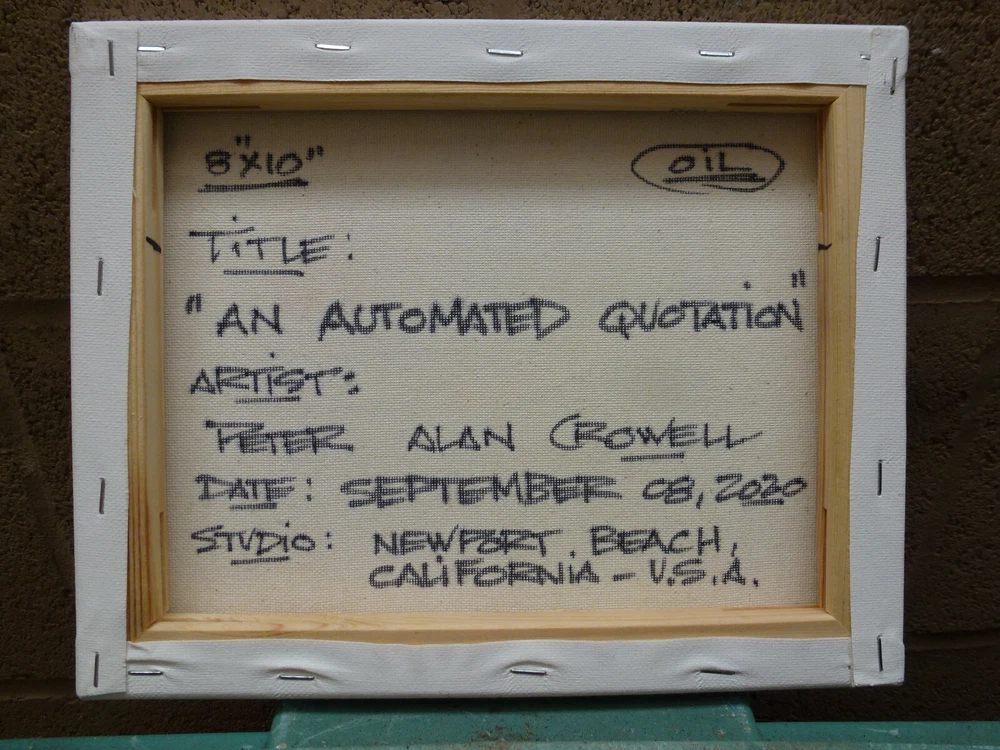 8"X10" OiL
TiTLE:
"AN AUTOMATED QUOTATiON"
ARTiST:
PETER ALAN CROWELL
DATE: SEPTEMBER 08, 2020
STUDiO: NEWPORT BEACH,
CALiFORNIA - U.S.A.